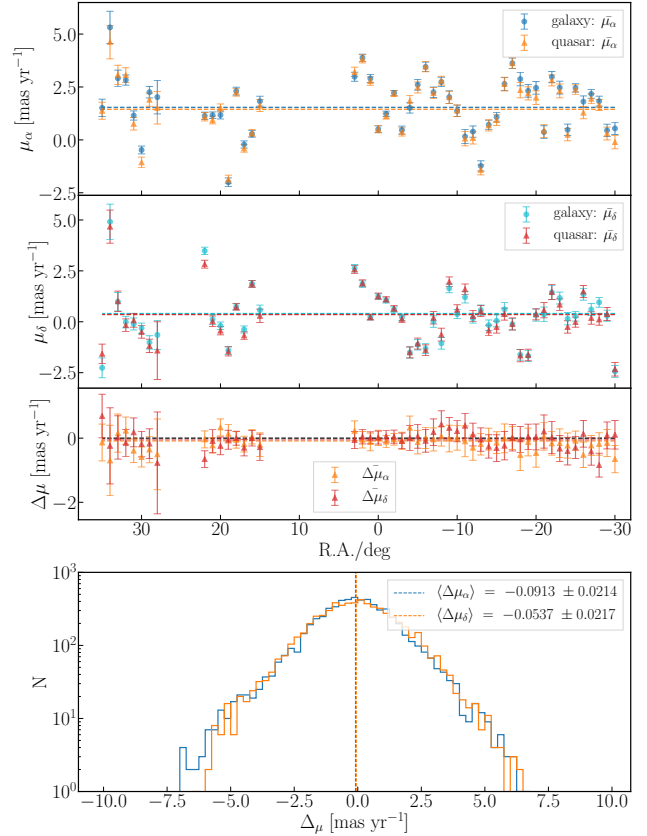 5.0
2.5
0.0
−2.5
μ_α [mas yr⁻¹]
galaxy: μ̄_α
quasar: μ̄_α
5.0
2.5
0.0
−2.5
μ_δ [mas yr⁻¹]
galaxy: μ̄_δ
quasar: μ̄_δ
0
−2
Δμ [mas yr⁻¹]
Δμ̄_α
Δμ̄_δ
30 20 10 0 −10 −20 −30
R.A./deg
10³
10²
10¹
10⁰
N
⟨Δμ_α⟩ = −0.0913 ± 0.0214
⟨Δμ_δ⟩ = −0.0537 ± 0.0217
−10.0 −7.5 −5.0 −2.5 0.0 2.5 5.0 7.5 10.0
Δ_μ [mas yr⁻¹]